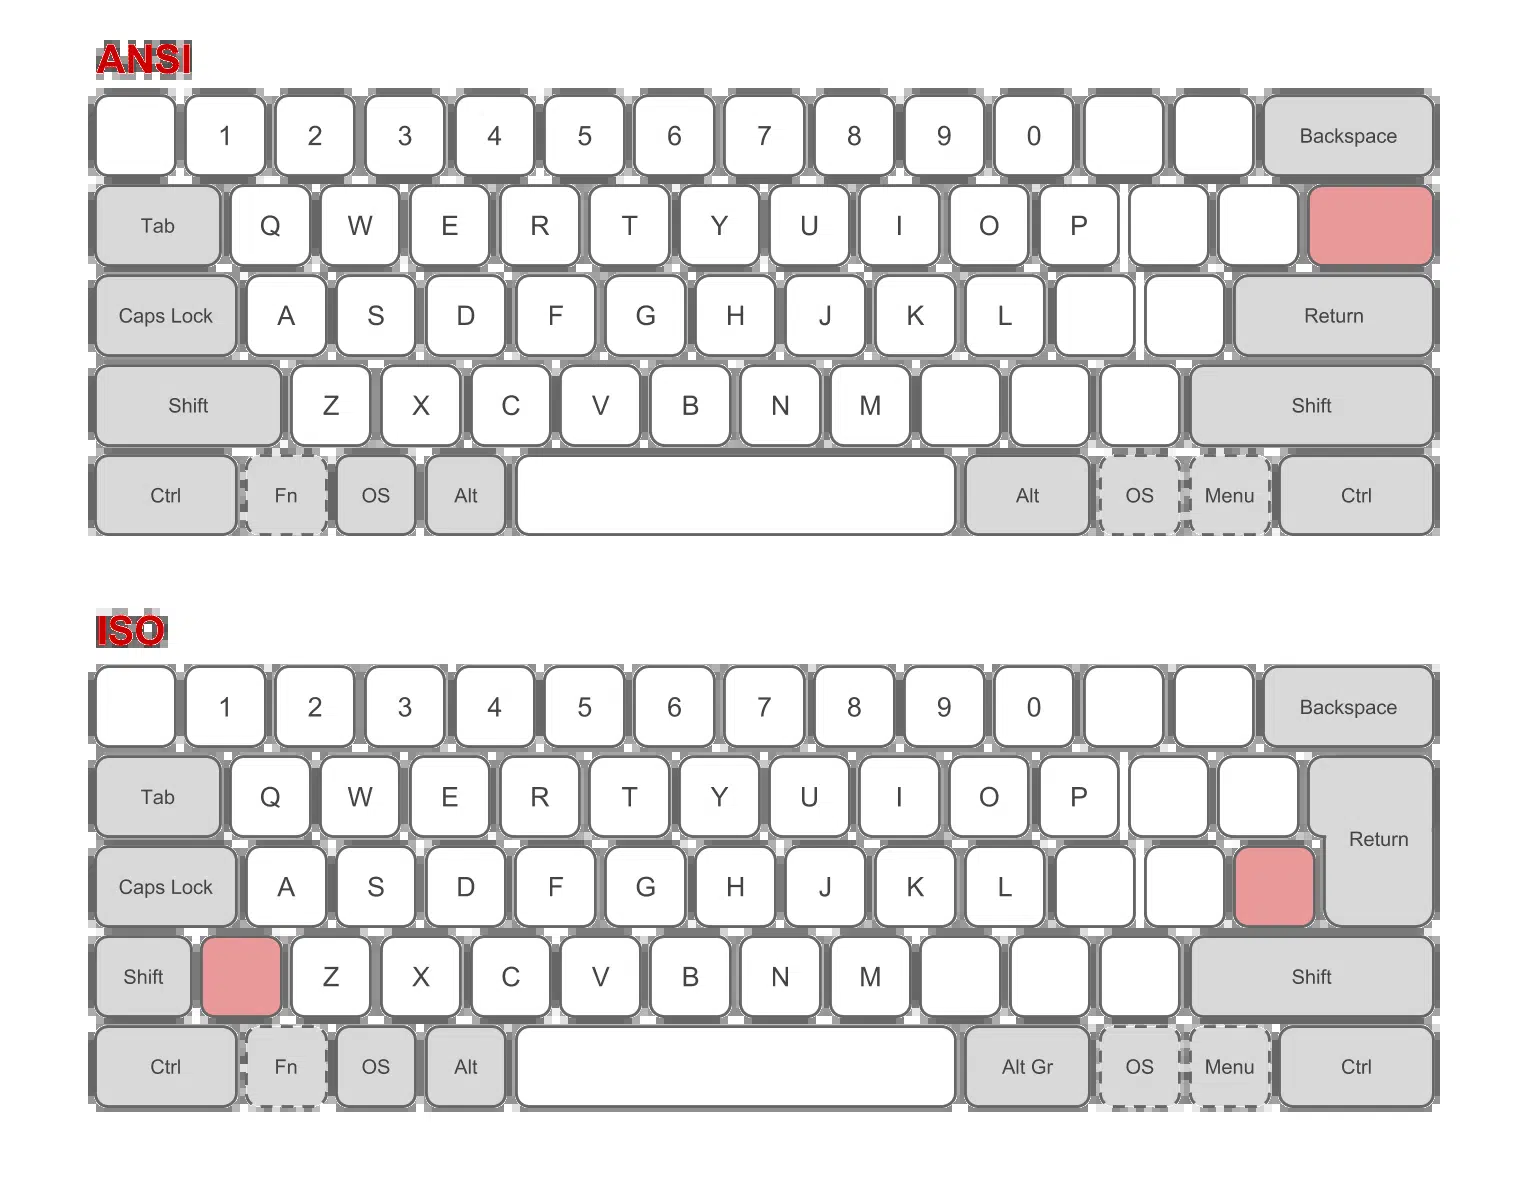 ANSI
1 2 3 4 5 6 7 8 9 0 Backspace
Tab Q W E R T Y U I O P
Caps Lock A S D F G H J K L Return
Shift Z X C V B N M Shift
Ctrl Fn OS Alt Alt OS Menu Ctrl
ISO
1 2 3 4 5 6 7 8 9 0 Backspace
Tab Q W E R T Y U I O P
Return
Caps Lock A S D F G H J K L
Shift Z X C V B N M Shift
Ctrl Fn OS Alt Alt Gr OS Menu Ctrl